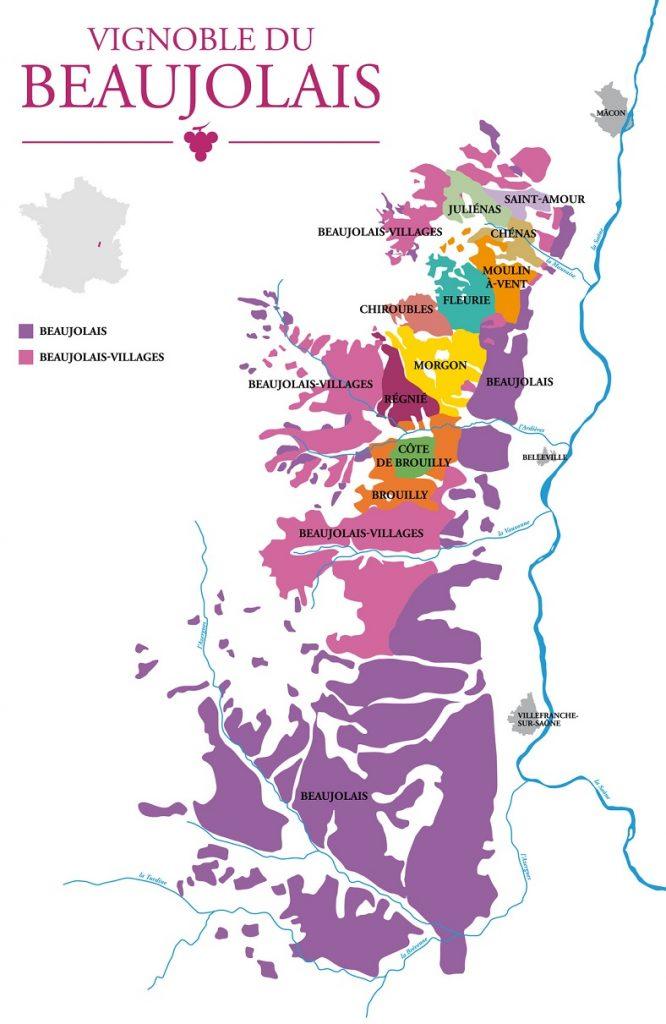 VIGNOBLE DU
BEAUJOLAIS
MÂCON
SAINT-AMOUR
JULIÉNAS
la Saône
BEAUJOLAIS-VILLAGES
CHÉNAS
la Mauvaise
MOULIN
À-VENT
FLEURIE
CHIROUBLES
BEAUJOLAIS
BEAUJOLAIS-VILLAGES
MORGON
BEAUJOLAIS-VILLAGES
BEAUJOLAIS
RÉGNIÉ
l'Ardières
CÔTE
DE BROUILLY
BELLEVILLE
BROUILLY
BEAUJOLAIS-VILLAGES
la Vauxonne
l'Azergues
VILLEFRANCHE-
SUR-SAÔNE
BEAUJOLAIS
la Saône
l'Azergues
la Turdine
la Brévenne